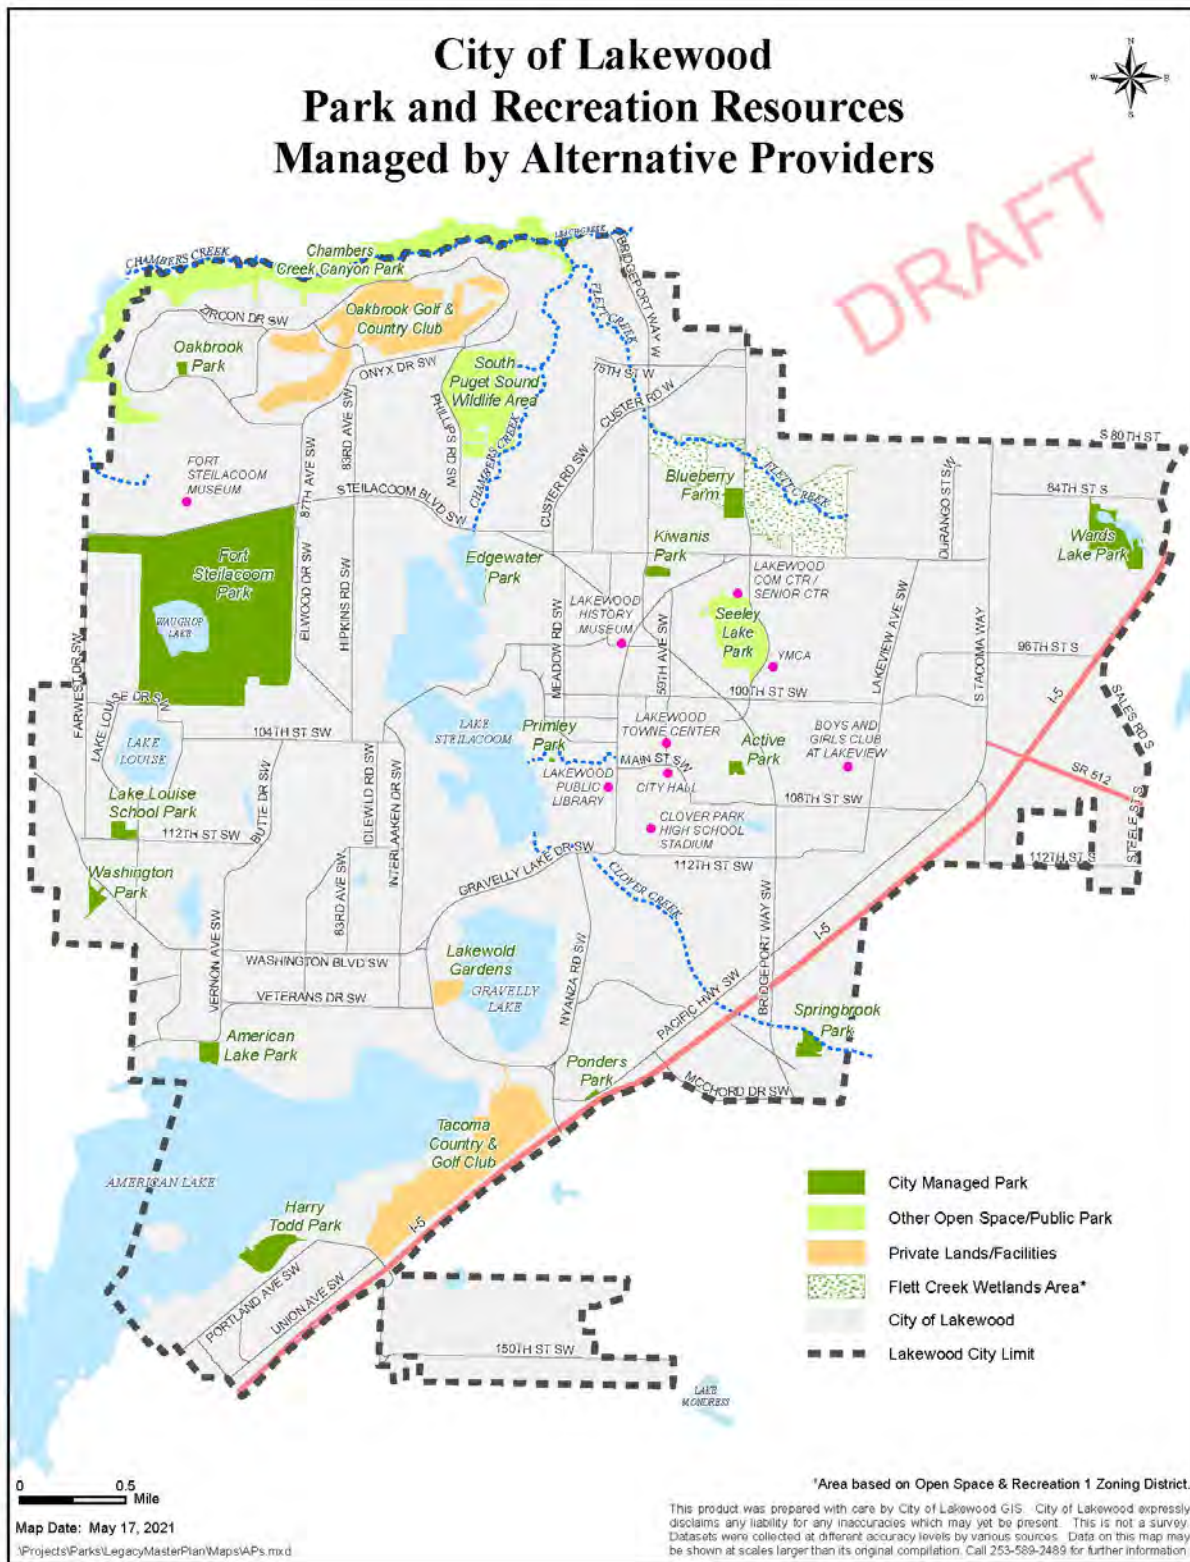 City of Lakewood
Park and Recreation Resources
Managed by Alternative Providers
N
W
E
S
DRAFT
CHAMBERS CREEK
Chambers
Creek Canyon Park
LEACH CREEK
BRIDGEPORT WAY W
FLETT CREEK
ZIRCON DR SW
Oakbrook Golf &
Country Club
Oakbrook
Park
ONYX DR SW
South
Puget Sound
Wildlife Area
75TH ST W
CUSTER RD W
83RD AVE SW
PHILLIPS RD SW
CHAMBERS CREEK
S 80TH ST
FORT
STEILACOOM
MUSEUM
87TH AVE SW
STEILACOOM BLVD SW
CUSTER RD SW
Blueberry
Farm
FLETT CREEK
DURANGO ST SW
84TH ST S
Wards
Lake Park
Fort
Steilacoom
Park
WAUGHOP
LAKE
ELWOOD DR SW
HIPKINS RD SW
Edgewater
Park
Kiwanis
Park
LAKEWOOD
COM CTR /
SENIOR CTR
LAKEWOOD
HISTORY
MUSEUM
MEADOW RD SW
59TH AVE SW
Seeley
Lake
Park
YMCA
LAKEVIEW AVE SW
S TACOMA WAY
96TH ST S
I-5
SALES RD S
FARWEST DR SW
LAKE LOUISE DR SW
LAKE
LOUISE
104TH ST SW
LAKE
STEILACOOM
100TH ST SW
Primley
Park
LAKEWOOD
TOWNE CENTER
Active
Park
BOYS AND
GIRLS CLUB
AT LAKEVIEW
MAIN ST SW
CITY HALL
LAKEWOOD
PUBLIC
LIBRARY
108TH ST SW
SR 512
STEELE ST S
Lake Louise
School Park
112TH ST SW
BUTTE DR SW
IDLEWILD RD SW
INTERLAAKEN DR SW
CLOVER PARK
HIGH SCHOOL
STADIUM
112TH ST SW
112TH ST S
Washington
Park
83RD AVE SW
GRAVELLY LAKE DR SW
CLOVER CREEK
VERNON AVE SW
WASHINGTON BLVD SW
VETERANS DR SW
Lakewold
Gardens
GRAVELLY
LAKE
NYANZA RD SW
PACIFIC HWY SW
I-5
BRIDGEPORT WAY SW
Springbrook
Park
American
Lake Park
Ponders
Park
MCCHORD DR SW
Tacoma
Country &
Golf Club
AMERICAN LAKE
Harry
Todd Park
I-5
PORTLAND AVE SW
UNION AVE SW
150TH ST SW
LAKE
MONDRESS
City Managed Park
Other Open Space/Public Park
Private Lands/Facilities
Flett Creek Wetlands Area*
City of Lakewood
Lakewood City Limit
0 0.5
Mile
Map Date: May 17, 2021
\Projects\Parks\LegacyMasterPlan\Maps\APs.mxd
*Area based on Open Space & Recreation 1 Zoning District.
This product was prepared with care by City of Lakewood GIS. City of Lakewood expressly
disclaims any liability for any inaccuracies which may yet be present. This is not a survey.
Datasets were collected at different accuracy levels by various sources. Data on this map may
be shown at scales larger than its original compilation. Call 253-589-2489 for further information.